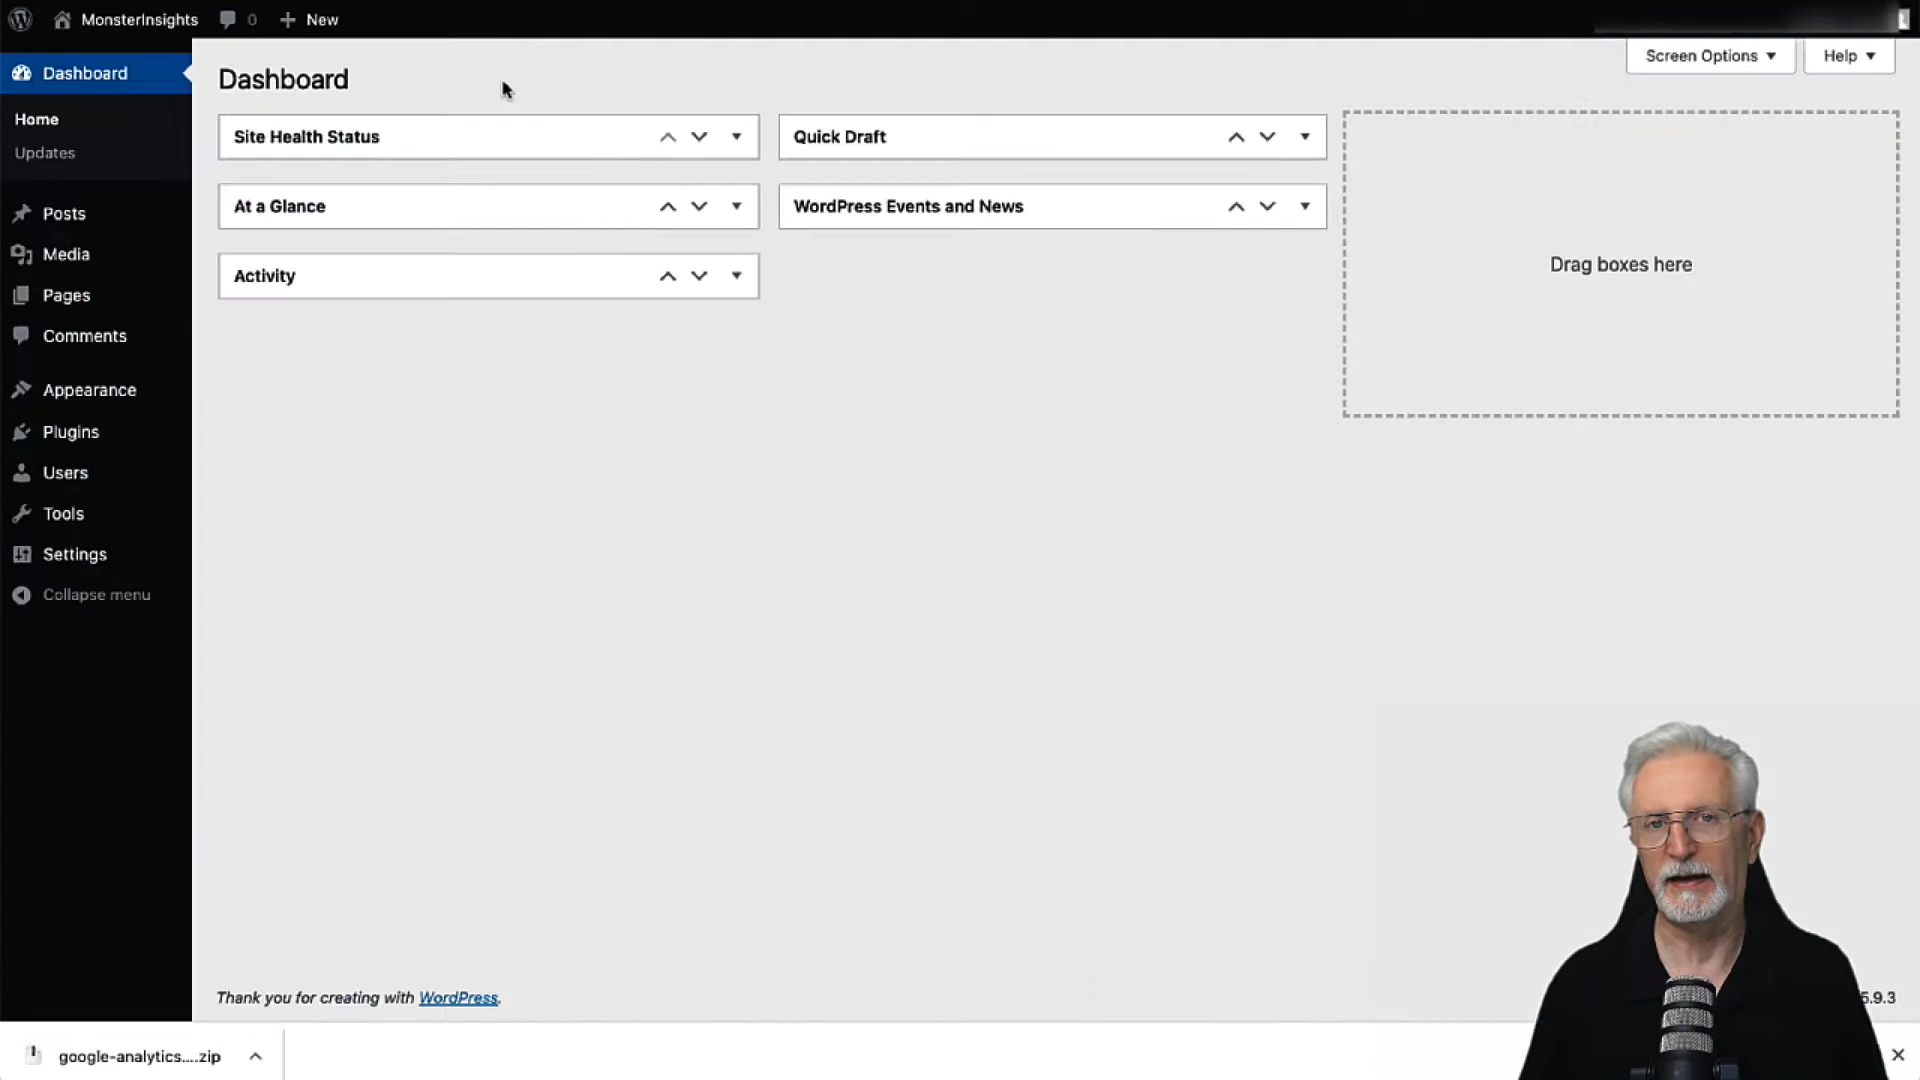 MonsterInsights 0 New
Screen Options Help
Dashboard
Home
Updates
Posts
Media
Pages
Comments
Appearance
Plugins
Users
Tools
Settings
Collapse menu
Dashboard
Site Health Status
At a Glance
Activity
Quick Draft
WordPress Events and News
Drag boxes here
Thank you for creating with WordPress.
5.9.3
google-analytics....zip